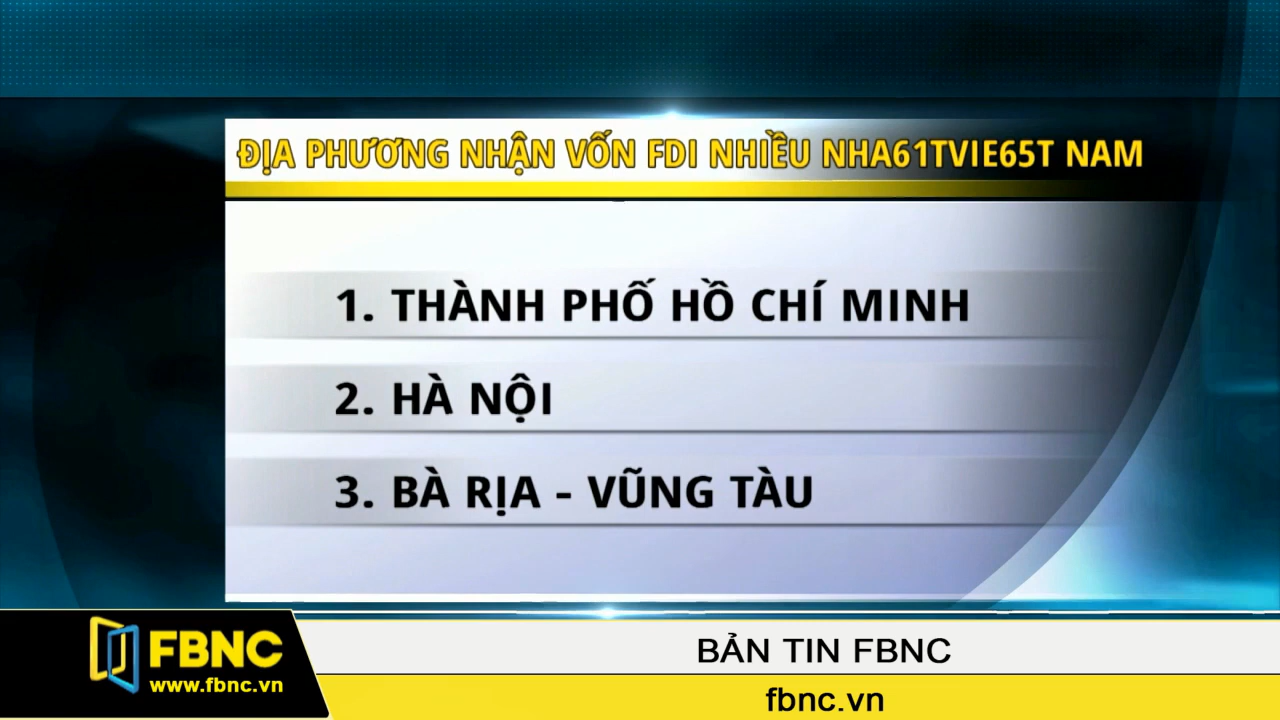 ĐỊA PHƯƠNG NHẬN VỐN FDI NHIỀU NHA61TVIE65T NAM
1. THÀNH PHỐ HỒ CHÍ MINH
2. HÀ NỘI
3. BÀ RỊA - VŨNG TÀU
FBNC
www.fbnc.vn
BẢN TIN FBNC
fbnc.vn